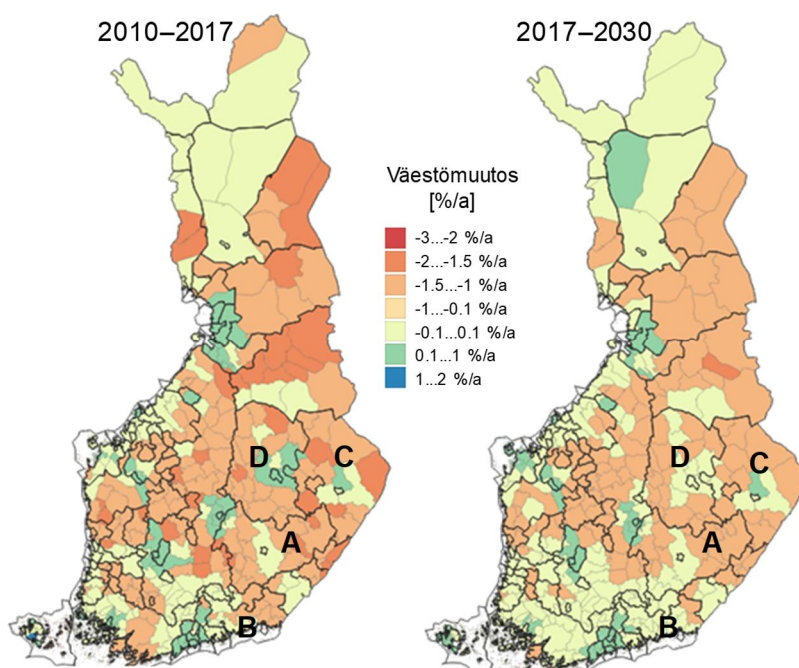 2010–2017
2017–2030
Väestömuutos
[%/a]
-3...-2 %/a
-2...-1.5 %/a
-1.5...-1 %/a
-1...-0.1 %/a
-0.1...0.1 %/a
0.1...1 %/a
1...2 %/a
D
C
A
B
D
C
A
B